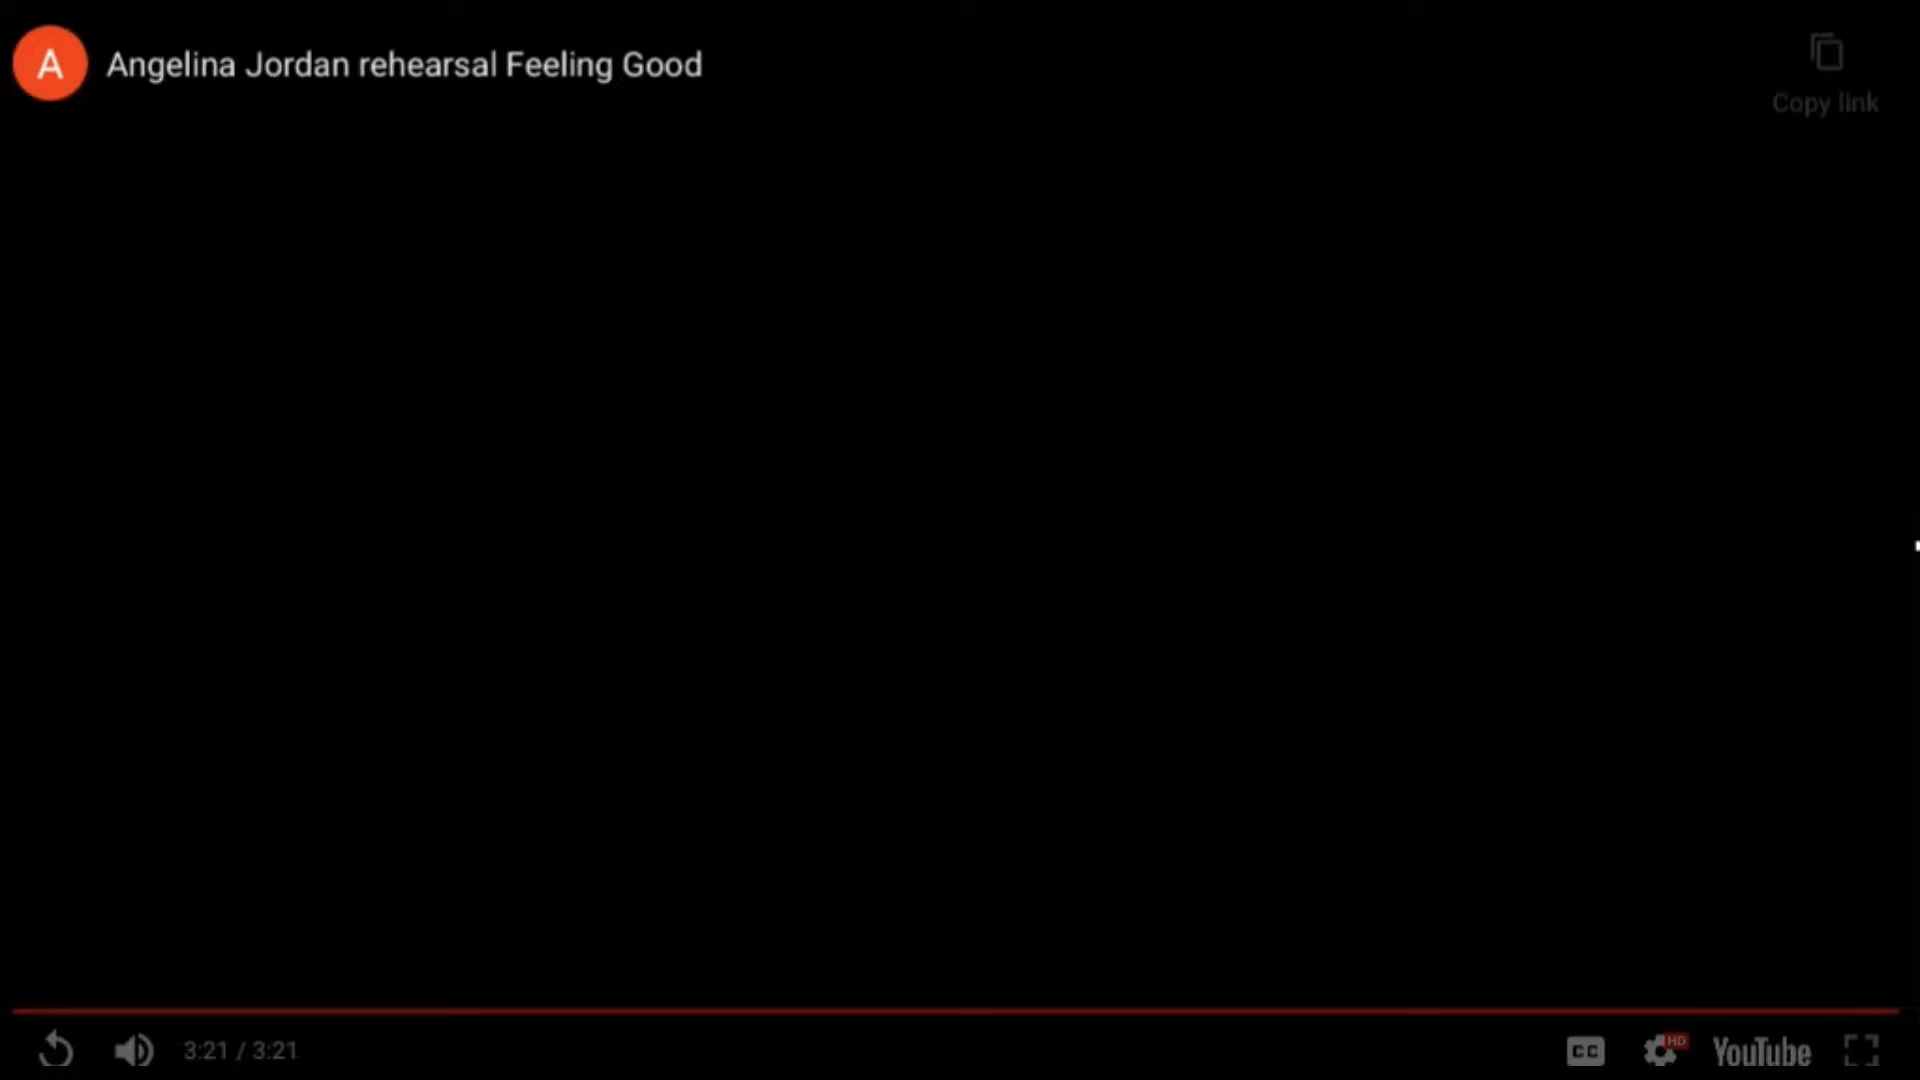 A
Angelina Jordan rehearsal Feeling Good
Copy link
3:21 / 3:21
CC
HD
YouTube